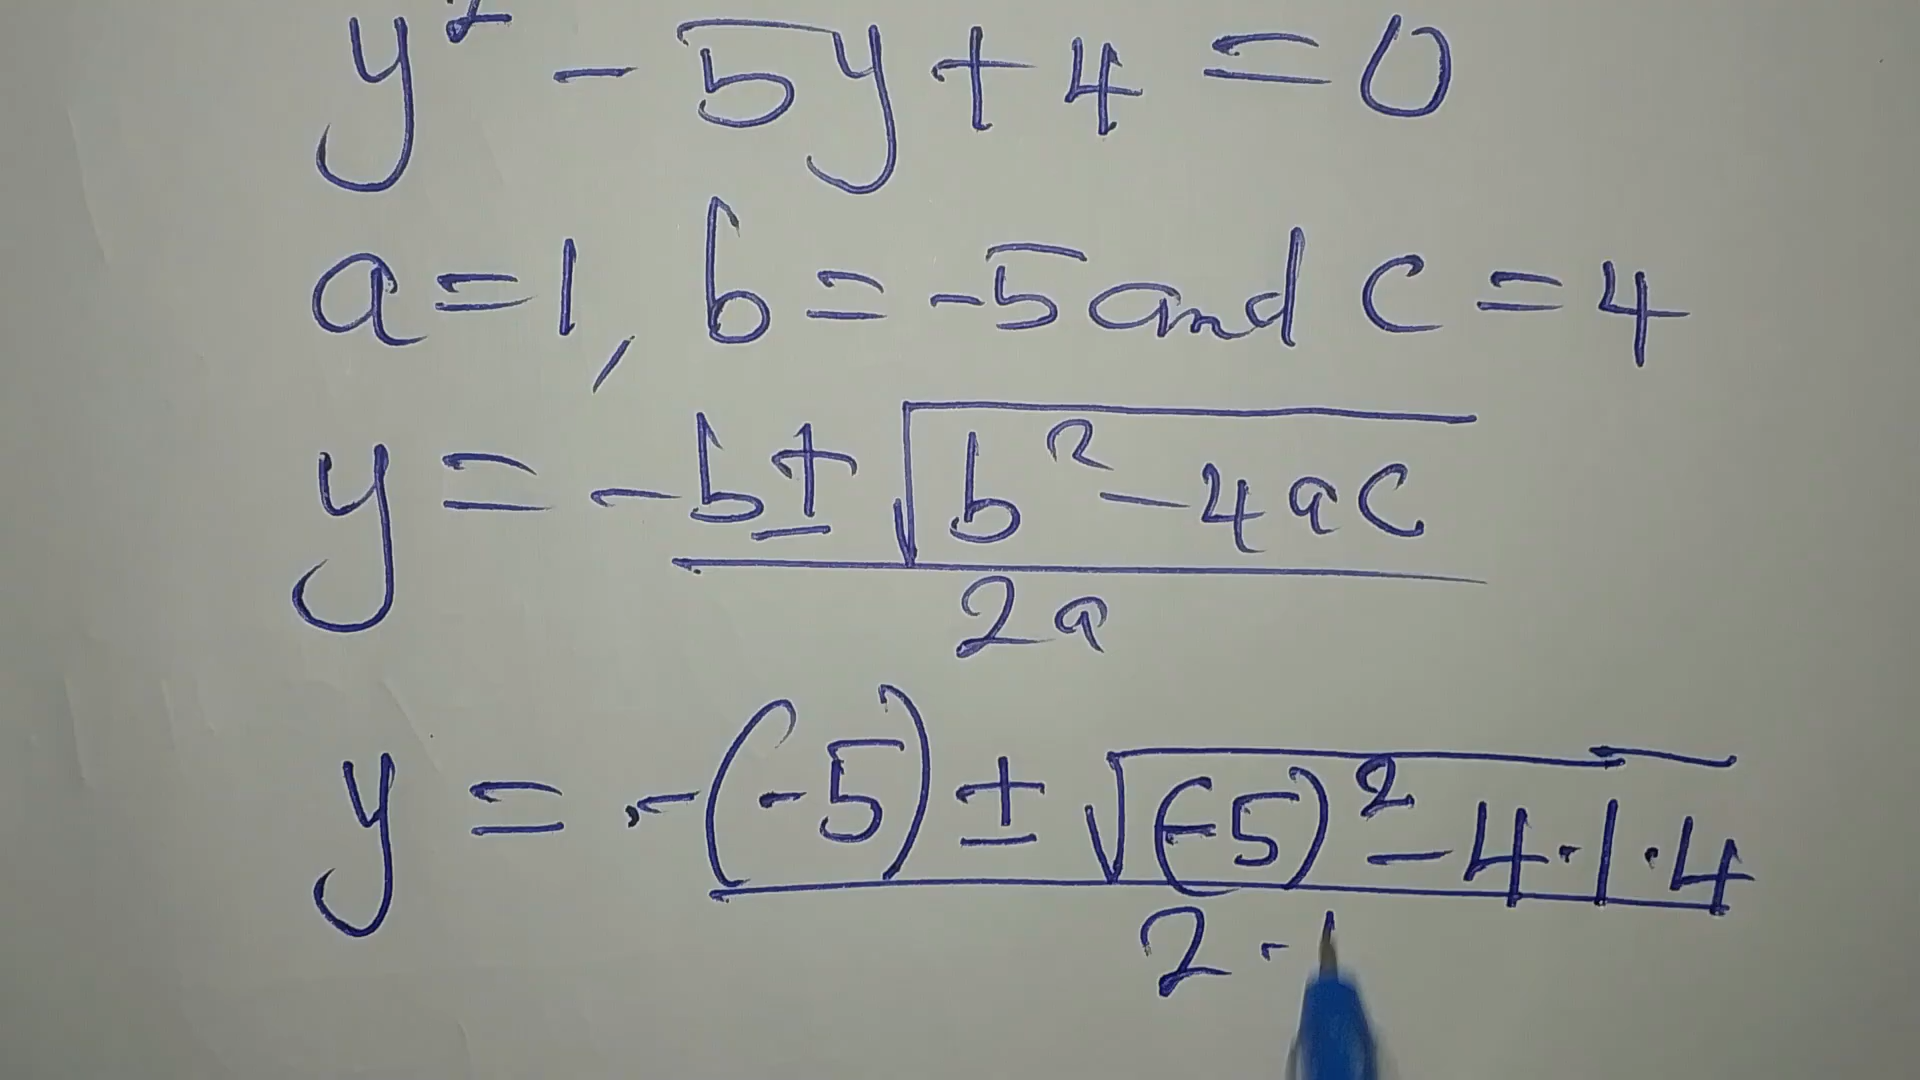 y² - 5y + 4 = 0
a = 1, b = -5 and c = 4
y = -b ± √(b² - 4ac) / 2a
y = -(-5) ± √((-5)² - 4·1·4) / 2·1